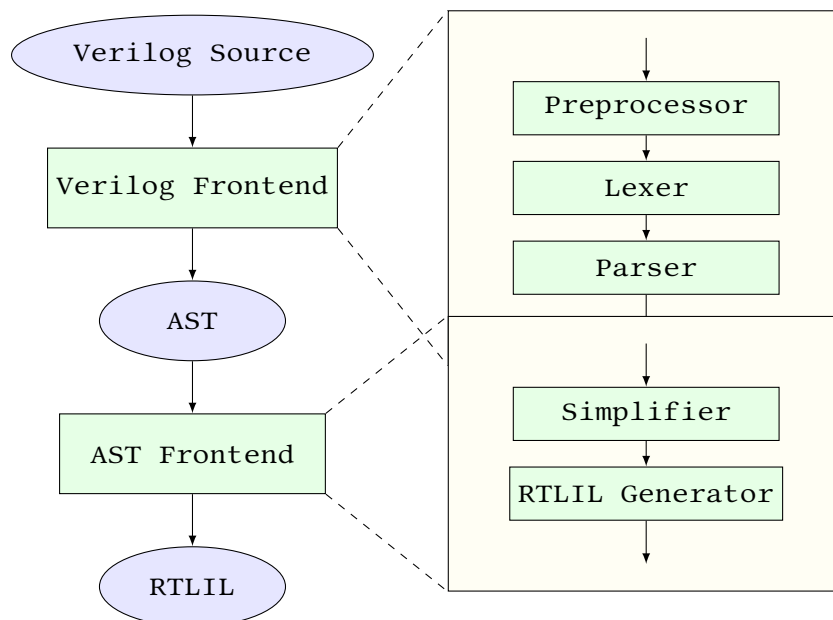 Verilog Source
Verilog Frontend
AST
AST Frontend
RTLIL
Preprocessor
Lexer
Parser
Simplifier
RTLIL Generator